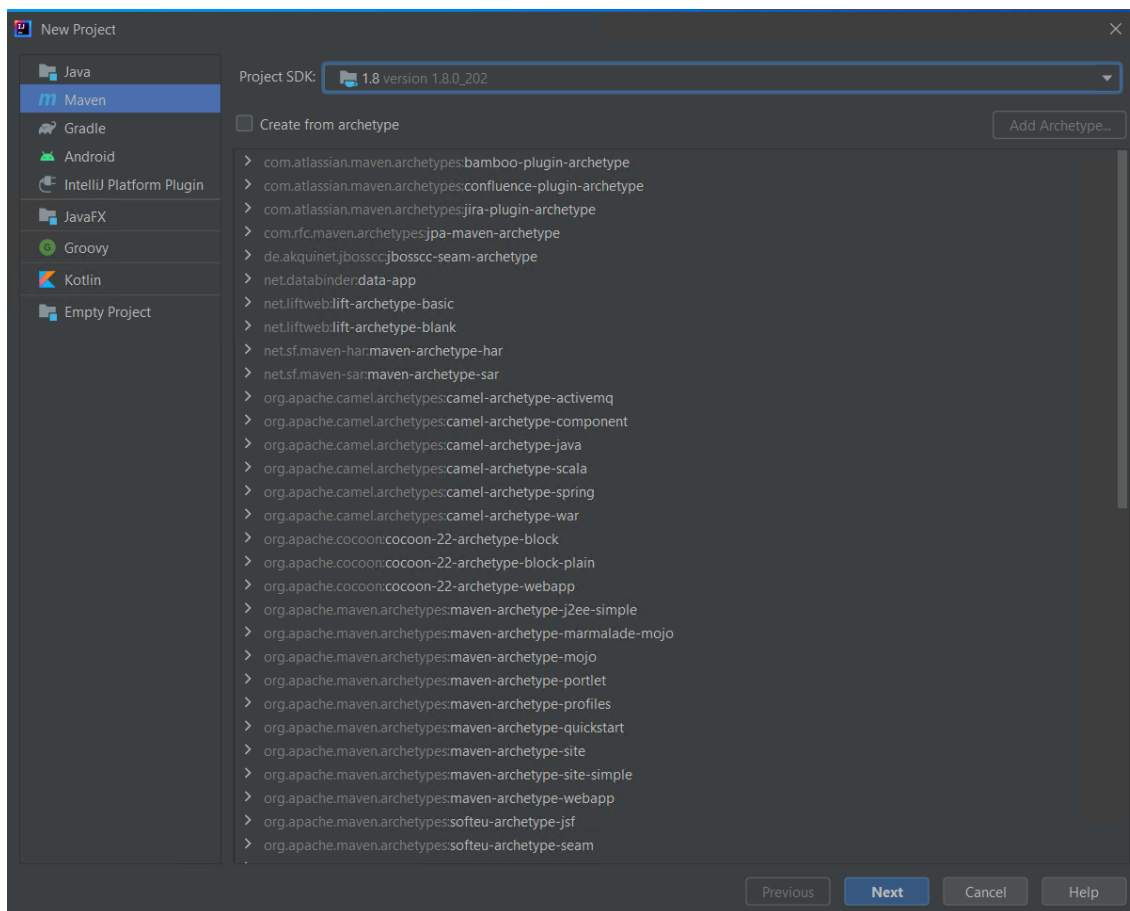 New Project
Java
Maven
Gradle
Android
IntelliJ Platform Plugin
JavaFX
Groovy
Kotlin
Empty Project
Project SDK: 1.8 version 1.8.0_202
Create from archetype
Add Archetype...
com.atlassian.maven.archetypes:bamboo-plugin-archetype
com.atlassian.maven.archetypes:confluence-plugin-archetype
com.atlassian.maven.archetypes:jira-plugin-archetype
com.rfc.maven.archetypes:jpa-maven-archetype
de.akquinet.jbosscc:jbosscc-seam-archetype
net.databinder:data-app
net.liftweb:lift-archetype-basic
net.liftweb:lift-archetype-blank
net.sf.maven-har:maven-archetype-har
net.sf.maven-sar:maven-archetype-sar
org.apache.camel.archetypes:camel-archetype-activemq
org.apache.camel.archetypes:camel-archetype-component
org.apache.camel.archetypes:camel-archetype-java
org.apache.camel.archetypes:camel-archetype-scala
org.apache.camel.archetypes:camel-archetype-spring
org.apache.camel.archetypes:camel-archetype-war
org.apache.cocoon:cocoon-22-archetype-block
org.apache.cocoon:cocoon-22-archetype-block-plain
org.apache.cocoon:cocoon-22-archetype-webapp
org.apache.maven.archetypes:maven-archetype-j2ee-simple
org.apache.maven.archetypes:maven-archetype-marmalade-mojo
org.apache.maven.archetypes:maven-archetype-mojo
org.apache.maven.archetypes:maven-archetype-portlet
org.apache.maven.archetypes:maven-archetype-profiles
org.apache.maven.archetypes:maven-archetype-quickstart
org.apache.maven.archetypes:maven-archetype-site
org.apache.maven.archetypes:maven-archetype-site-simple
org.apache.maven.archetypes:maven-archetype-webapp
org.apache.maven.archetypes:softeu-archetype-jsf
org.apache.maven.archetypes:softeu-archetype-seam
Previous
Next
Cancel
Help